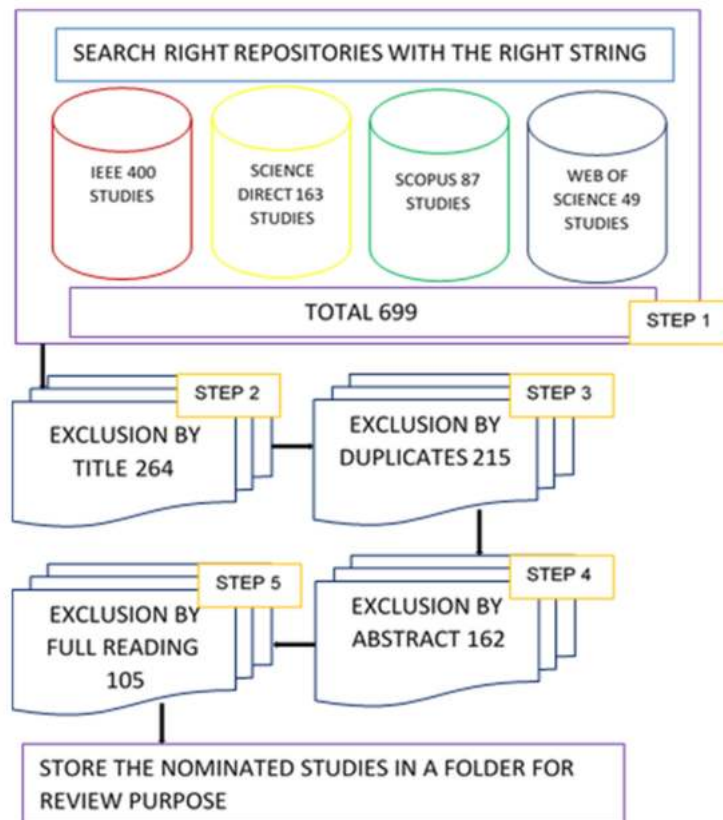 SEARCH RIGHT REPOSITORIES WITH THE RIGHT STRING
IEEE 400
STUDIES
SCIENCE
DIRECT 163
STUDIES
SCOPUS 87
STUDIES
WEB OF
SCIENCE 49
STUDIES
TOTAL 699
STEP 1
STEP 2
EXCLUSION BY
TITLE 264
STEP 3
EXCLUSION BY
DUPLICATES 215
STEP 4
EXCLUSION BY
ABSTRACT 162
STEP 5
EXCLUSION BY
FULL READING
105
STORE THE NOMINATED STUDIES IN A FOLDER FOR
REVIEW PURPOSE